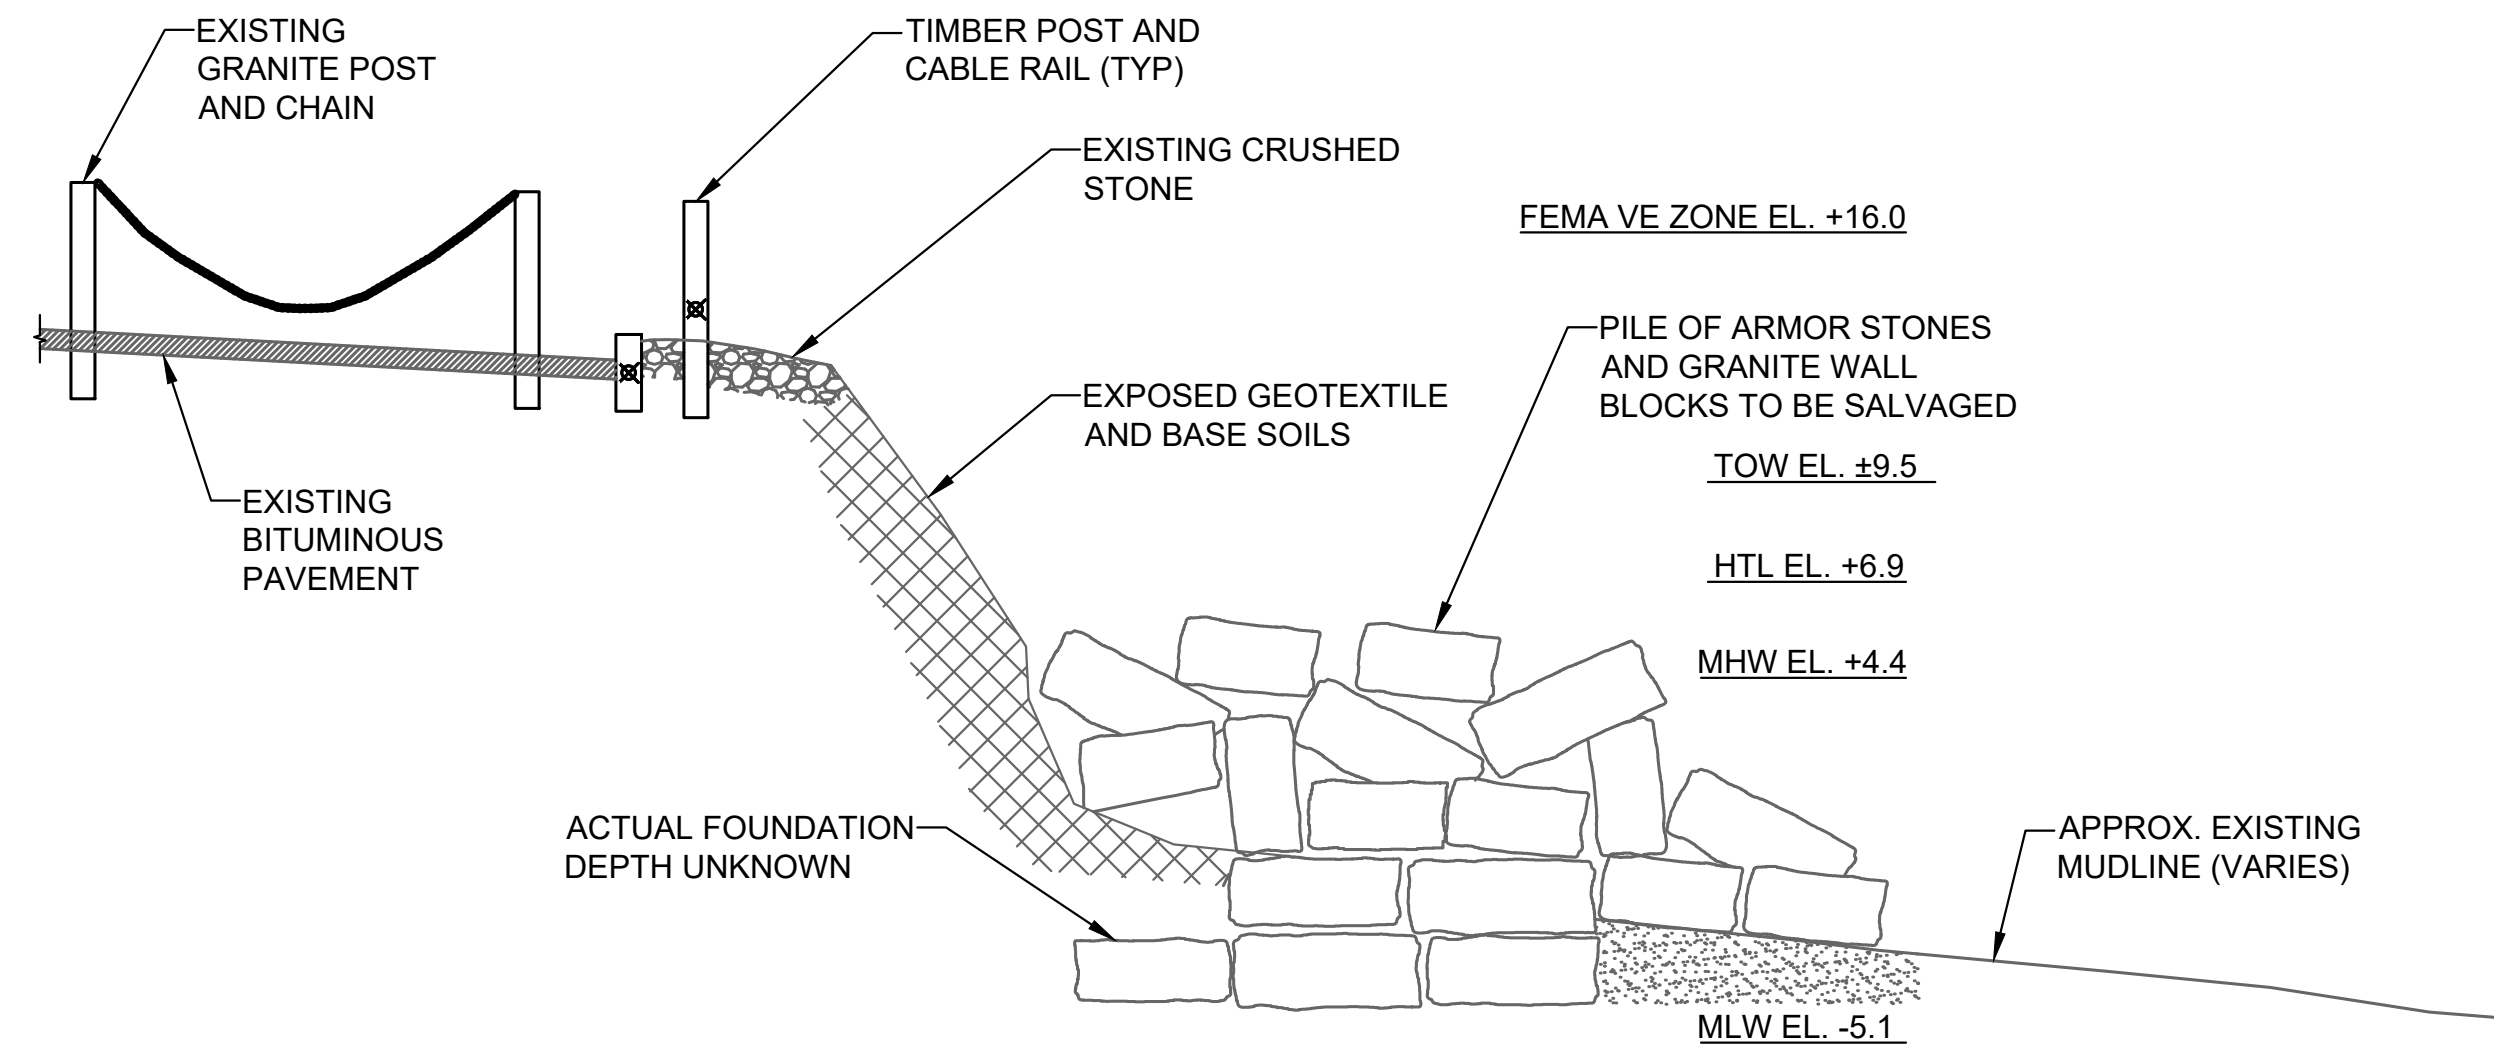 EXISTING
GRANITE POST
AND CHAIN
TIMBER POST AND
CABLE RAIL (TYP)
EXISTING CRUSHED
STONE
FEMA VE ZONE EL. +16.0
PILE OF ARMOR STONES
AND GRANITE WALL
BLOCKS TO BE SALVAGED
EXPOSED GEOTEXTILE
AND BASE SOILS
TOW EL. ±9.5
EXISTING
BITUMINOUS
PAVEMENT
HTL EL. +6.9
MHW EL. +4.4
ACTUAL FOUNDATION
DEPTH UNKNOWN
APPROX. EXISTING
MUDLINE (VARIES)
MLW EL. -5.1